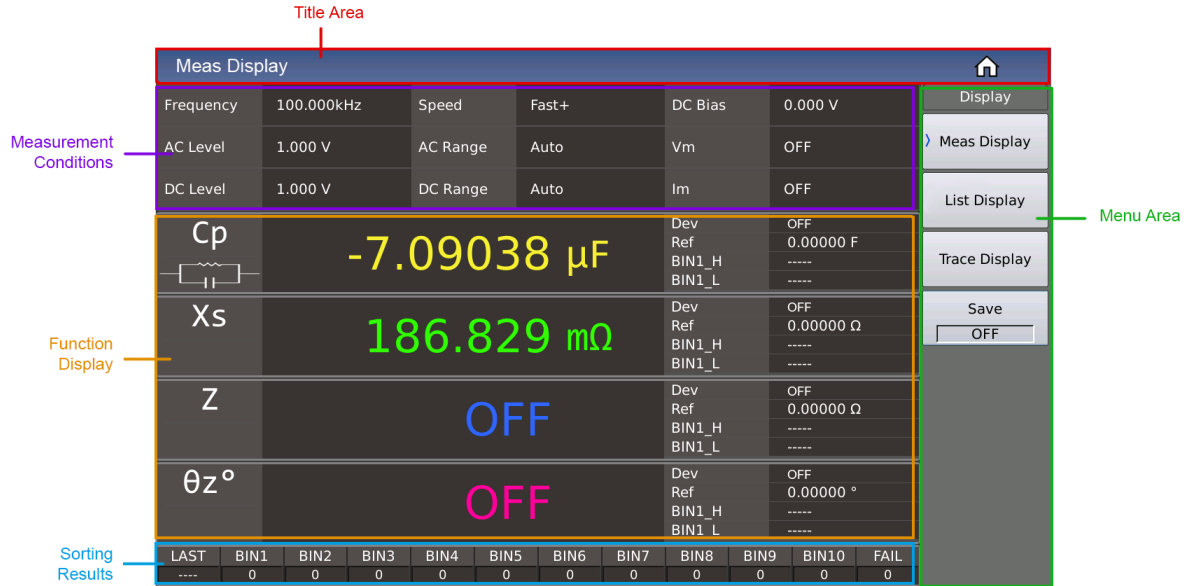 Title Area
Meas Display
Display
Frequency 100.000kHz Speed Fast+ DC Bias 0.000 V
Measurement
Conditions
AC Level 1.000 V AC Range Auto Vm OFF
DC Level 1.000 V DC Range Auto Im OFF
Meas Display
List Display
Menu Area
Trace Display
Save
OFF
Function
Display
Cp
-7.09038 µF
Dev OFF
Ref 0.00000 F
BIN1_H -----
BIN1_L -----
Xs
186.829 mΩ
Dev OFF
Ref 0.00000 Ω
BIN1_H -----
BIN1_L -----
Z
OFF
Dev OFF
Ref 0.00000 Ω
BIN1_H -----
BIN1_L -----
θz°
OFF
Dev OFF
Ref 0.00000 °
BIN1_H -----
BIN1_L -----
Sorting
Results
LAST BIN1 BIN2 BIN3 BIN4 BIN5 BIN6 BIN7 BIN8 BIN9 BIN10 FAIL
---- 0 0 0 0 0 0 0 0 0 0 0